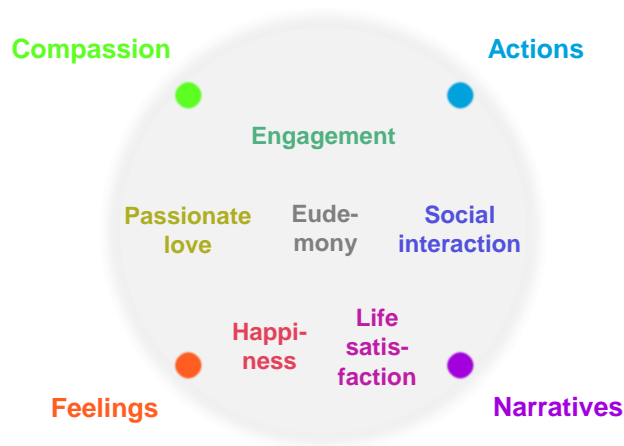 Compassion
Actions
Engagement
Passionate
love
Eude-
mony
Social
interaction
Happi-
ness
Life
satis-
faction
Feelings
Narratives